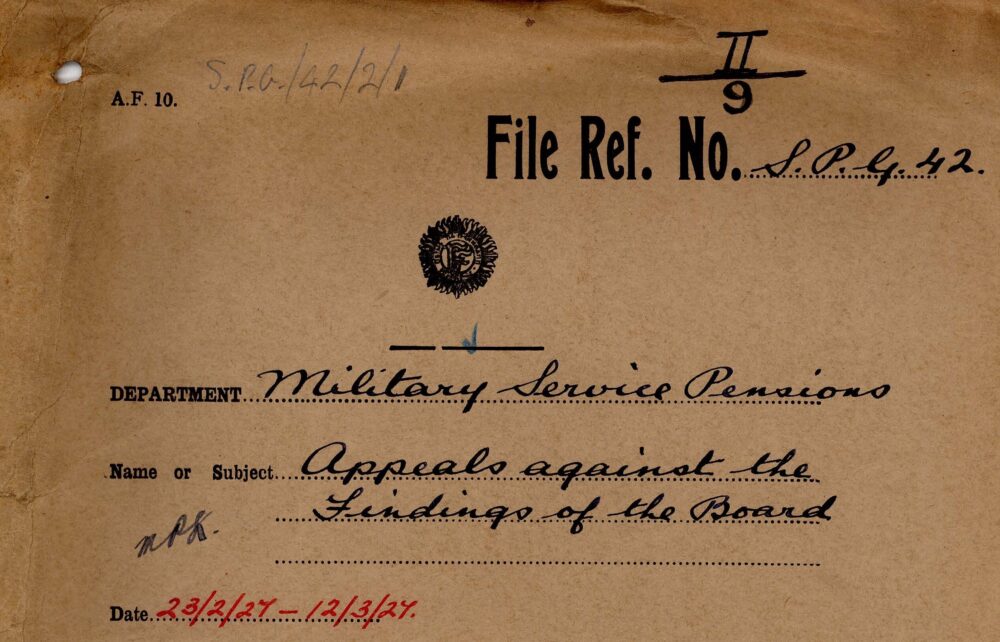 II
9
A.F. 10.
S.P.G./42/2/1
File Ref. No. S.P.G. 42.
DEPARTMENT Military Service Pensions
Name or Subject Appeals against the
Findings of the Board
Date 23/2/27 - 12/3/27.